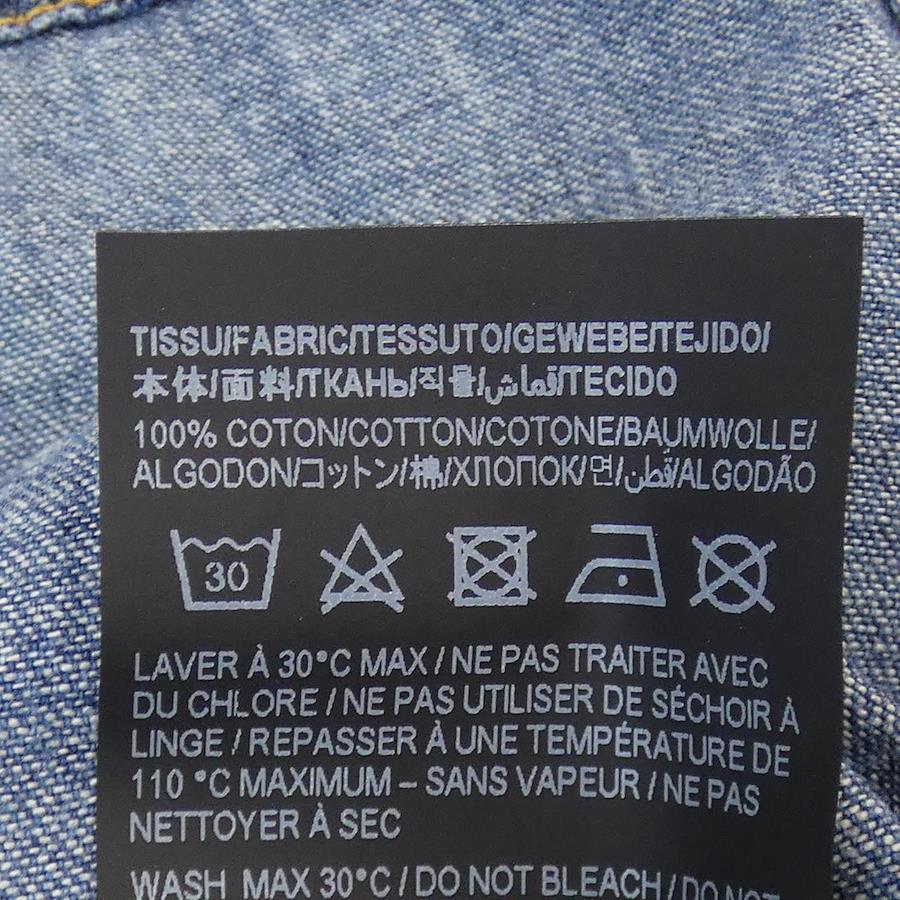 TISSU/FABRIC/TESSUTO/GEWEBE/TEJIDO/
本体/面料/ТКАНЬ/직물/قماش/TECIDO
100% COTON/COTTON/COTONE/BAUMWOLLE/
ALGODON/コットン/棉/ХЛОПОК/면/قطن/ALGODÃO
30
LAVER À 30°C MAX / NE PAS TRAITER AVEC
DU CHLORE / NE PAS UTILISER DE SÉCHOIR À
LINGE / REPASSER À UNE TEMPÉRATURE DE
110 °C MAXIMUM – SANS VAPEUR / NE PAS
NETTOYER À SEC
WASH MAX 30°C / DO NOT BLEACH / DO NOT